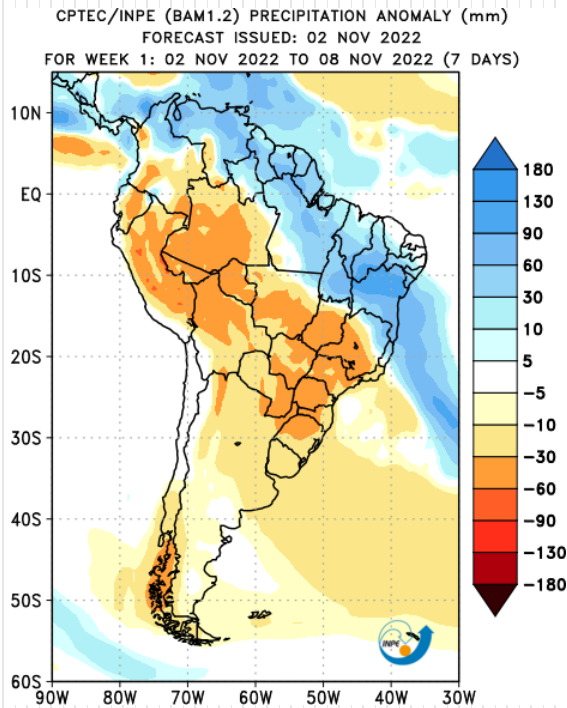 CPTEC/INPE (BAM1.2) PRECIPITATION ANOMALY (mm)
FORECAST ISSUED: 02 NOV 2022
FOR WEEK 1: 02 NOV 2022 TO 08 NOV 2022 (7 DAYS)
10N
EQ
10S
20S
30S
40S
50S
60S
90W 80W 70W 60W 50W 40W 30W
180
130
90
60
30
10
5
-5
-10
-30
-60
-90
-130
-180
INPE